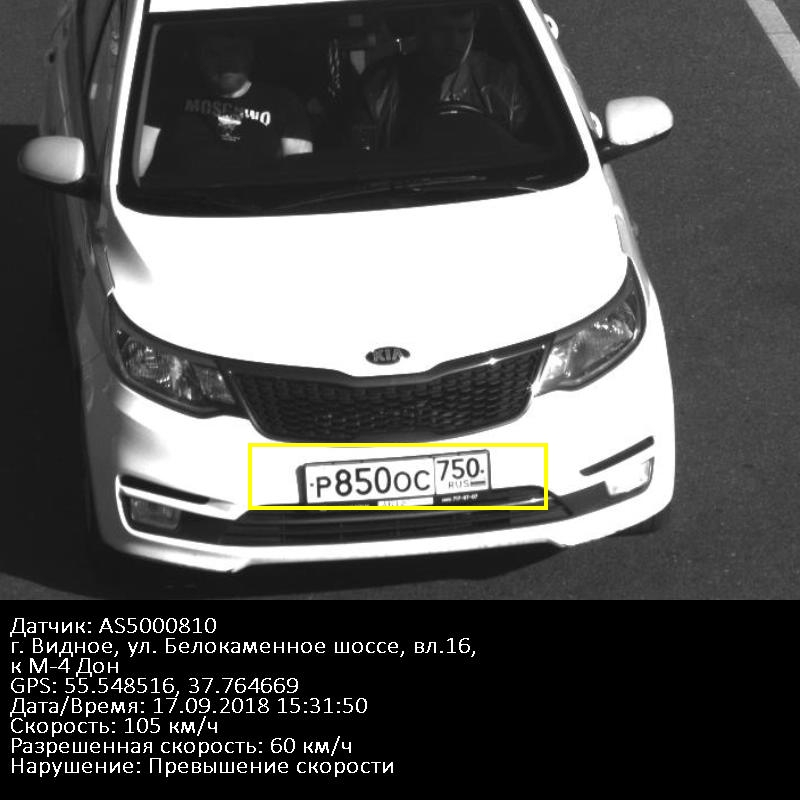 MOSCHINO
KIA
Р850ОС 750
RUS
Датчик: AS5000810
г. Видное, ул. Белокаменное шоссе, вл.16,
к М-4 Дон
GPS: 55.548516, 37.764669
Дата/Время: 17.09.2018 15:31:50
Скорость: 105 км/ч
Разрешенная скорость: 60 км/ч
Нарушение: Превышение скорости